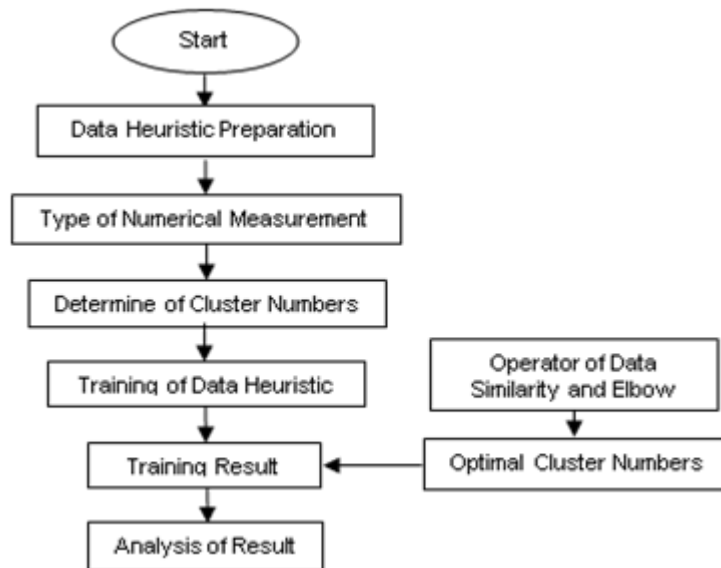 Start
Data Heuristic Preparation
Type of Numerical Measurement
Determine of Cluster Numbers
Training of Data Heuristic
Operator of Data
Similarity and Elbow
Training Result
Optimal Cluster Numbers
Analysis of Result